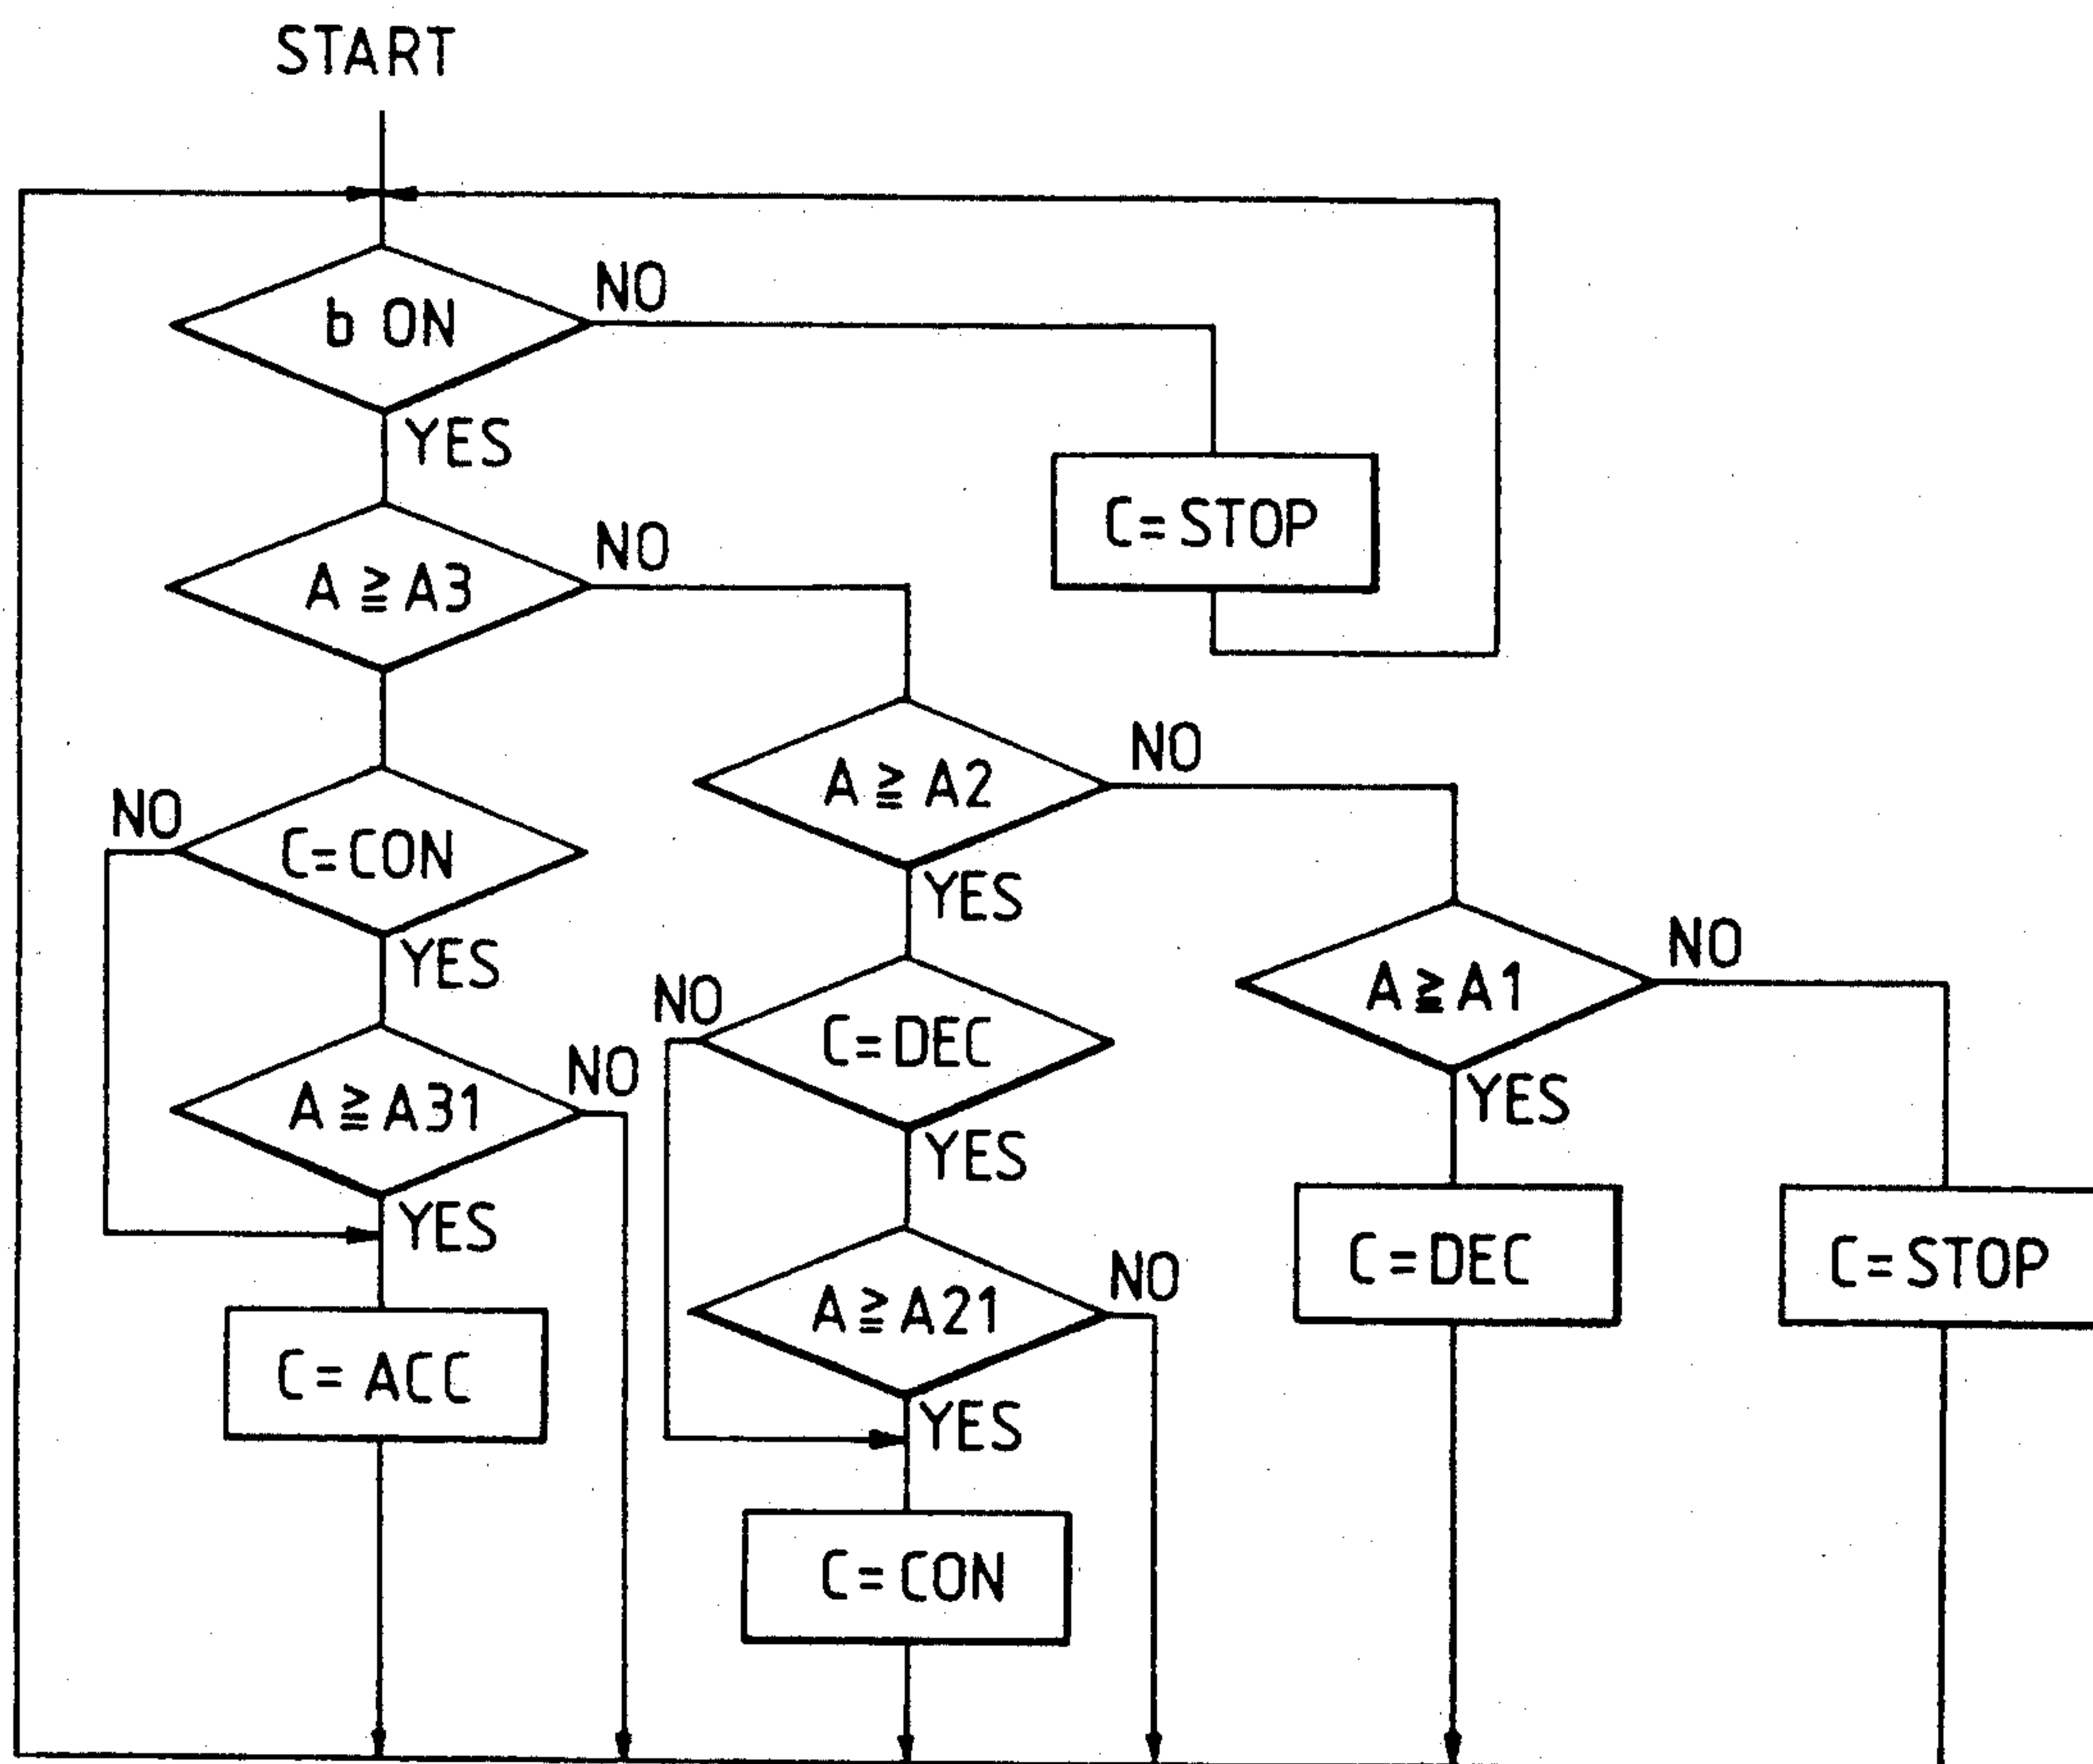 START
b ON
NO
YES
C=STOP
A ≧ A3
NO
A ≧ A2
NO
YES
C=CON
NO
YES
A ≧ A1
NO
YES
C=DEC
NO
YES
A ≧ A31
NO
YES
A ≧ A21
NO
YES
C=DEC
C=STOP
C= ACC
C=CON